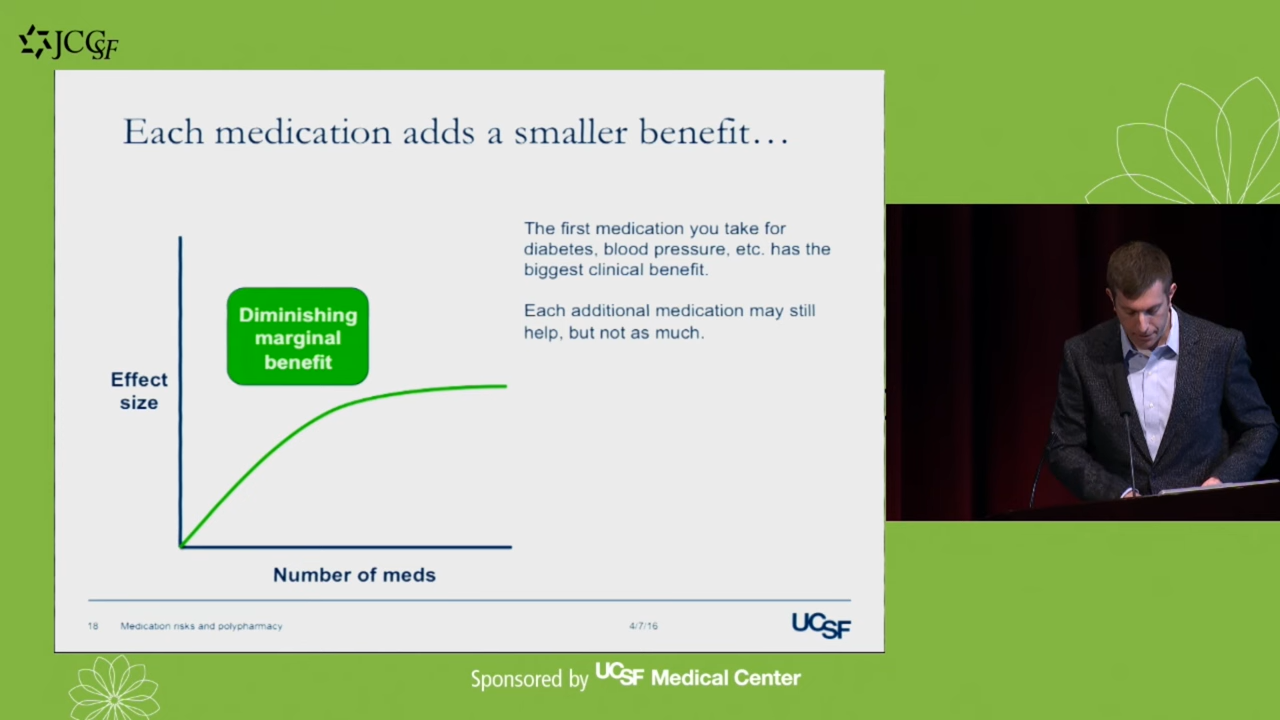 JCCSF
Each medication adds a smaller benefit…
The first medication you take for
diabetes, blood pressure, etc. has the
biggest clinical benefit.
Each additional medication may still
help, but not as much.
Diminishing
marginal
benefit
Effect
size
Number of meds
18 Medication risks and polypharmacy 4/7/16 UCSF
Sponsored by UCSF Medical Center